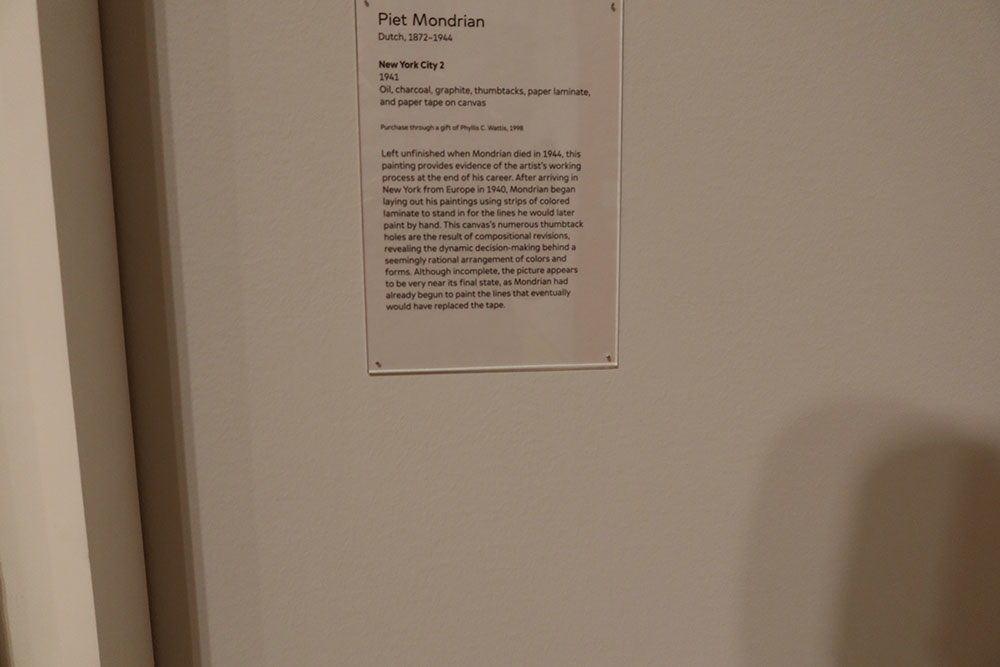 Piet Mondrian
Dutch, 1872–1944
New York City 2
1941
Oil, charcoal, graphite, thumbtacks, paper laminate,
and paper tape on canvas
Purchase through a gift of Phyllis C. Wattis, 1998
Left unfinished when Mondrian died in 1944, this
painting provides evidence of the artist's working
process at the end of his career. After arriving in
New York from Europe in 1940, Mondrian began
laying out his paintings using strips of colored
laminate to stand in for the lines he would later
paint by hand. This canvas's numerous thumbtack
holes are the result of compositional revisions,
revealing the dynamic decision-making behind a
seemingly rational arrangement of colors and
forms. Although incomplete, the picture appears
to be very near its final state, as Mondrian had
already begun to paint the lines that eventually
would have replaced the tape.